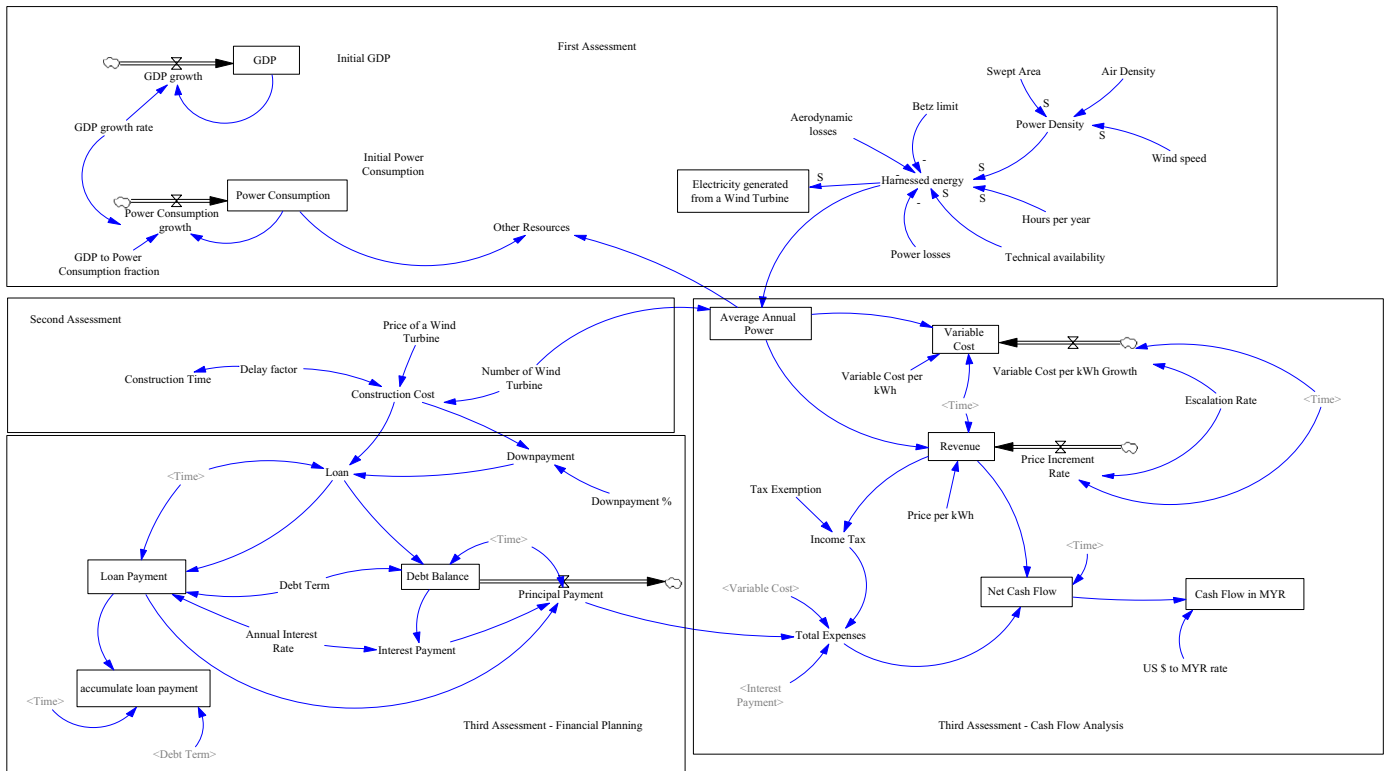 First Assessment
GDP
Initial GDP
GDP growth
GDP growth rate
Initial Power
Consumption
Power Consumption
Power Consumption
growth
GDP to Power
Consumption fraction
Other Resources
Swept Area
Air Density
S
Power Density
S
Wind speed
Betz limit
Aerodynamic
losses
-
-
S
Harnessed energy
S
S
S
-
Electricity generated
from a Wind Turbine
Hours per year
Power losses
Technical availability
Second Assessment
Price of a Wind
Turbine
Construction Time
Delay factor
Construction Cost
Number of Wind
Turbine
Average Annual
Power
Variable
Cost
Variable Cost per kWh Growth
Variable Cost per
kWh
<Time>
Escalation Rate
<Time>
Revenue
Price Increment
Rate
Tax Exemption
Price per kWh
Income Tax
<Time>
<Variable Cost>
Net Cash Flow
Cash Flow in MYR
Total Expenses
US $ to MYR rate
<Interest
Payment>
Third Assessment - Cash Flow Analysis
<Time>
Loan
Downpayment
Downpayment %
<Time>
Loan Payment
Debt Term
Debt Balance
Principal Payment
Annual Interest
Rate
Interest Payment
accumulate loan payment
<Time>
<Debt Term>
Third Assessment - Financial Planning